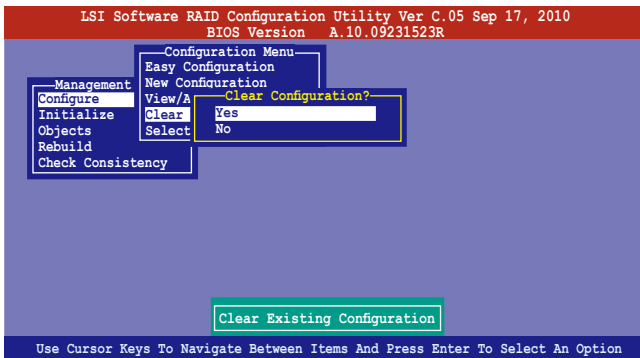 LSI Software RAID Configuration Utility Ver C.05 Sep 17, 2010
BIOS Version A.10.09231523R
Configuration Menu
Easy Configuration
New Configuration
View/A
Clear
Select
Management
Configure
Initialize
Objects
Rebuild
Check Consistency
Clear Configuration?
Yes
No
Clear Existing Configuration
Use Cursor Keys To Navigate Between Items And Press Enter To Select An Option